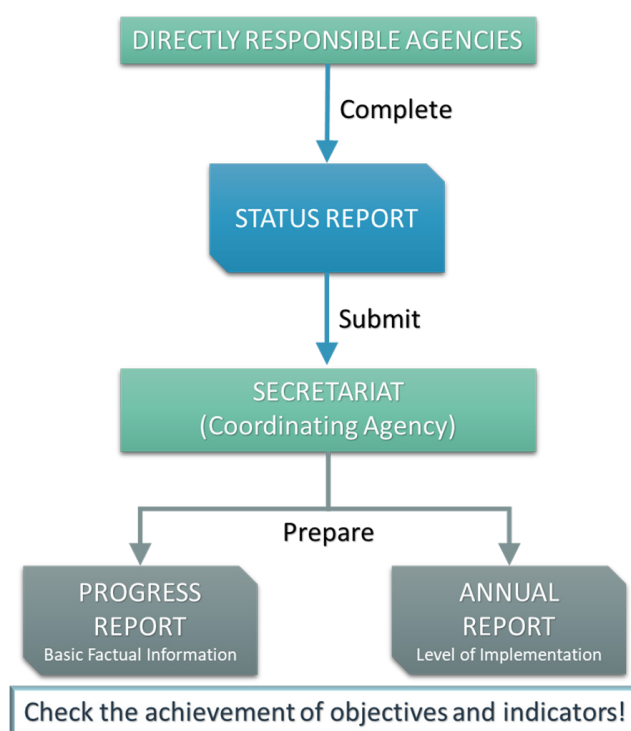 DIRECTLY RESPONSIBLE AGENCIES
Complete
STATUS REPORT
Submit
SECRETARIAT
(Coordinating Agency)
Prepare
PROGRESS
REPORT
Basic Factual Information
ANNUAL
REPORT
Level of Implementation
Check the achievement of objectives and indicators!